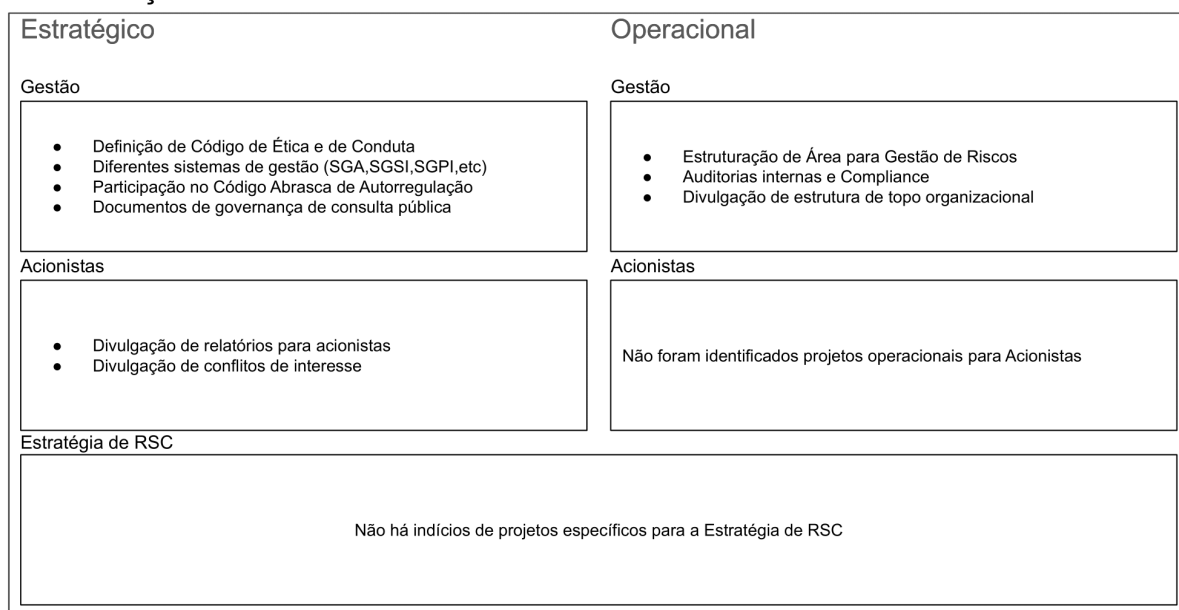 Estratégico
Operacional
Gestão
Gestão
● Definição de Código de Ética e de Conduta
● Diferentes sistemas de gestão (SGA,SGSI,SGPI,etc)
● Participação no Código Abrasca de Autorregulação
● Documentos de governança de consulta pública
● Estruturação de Área para Gestão de Riscos
● Auditorias internas e Compliance
● Divulgação de estrutura de topo organizacional
Acionistas
Acionistas
● Divulgação de relatórios para acionistas
● Divulgação de conflitos de interesse
Não foram identificados projetos operacionais para Acionistas
Estratégia de RSC
Não há indícios de projetos específicos para a Estratégia de RSC